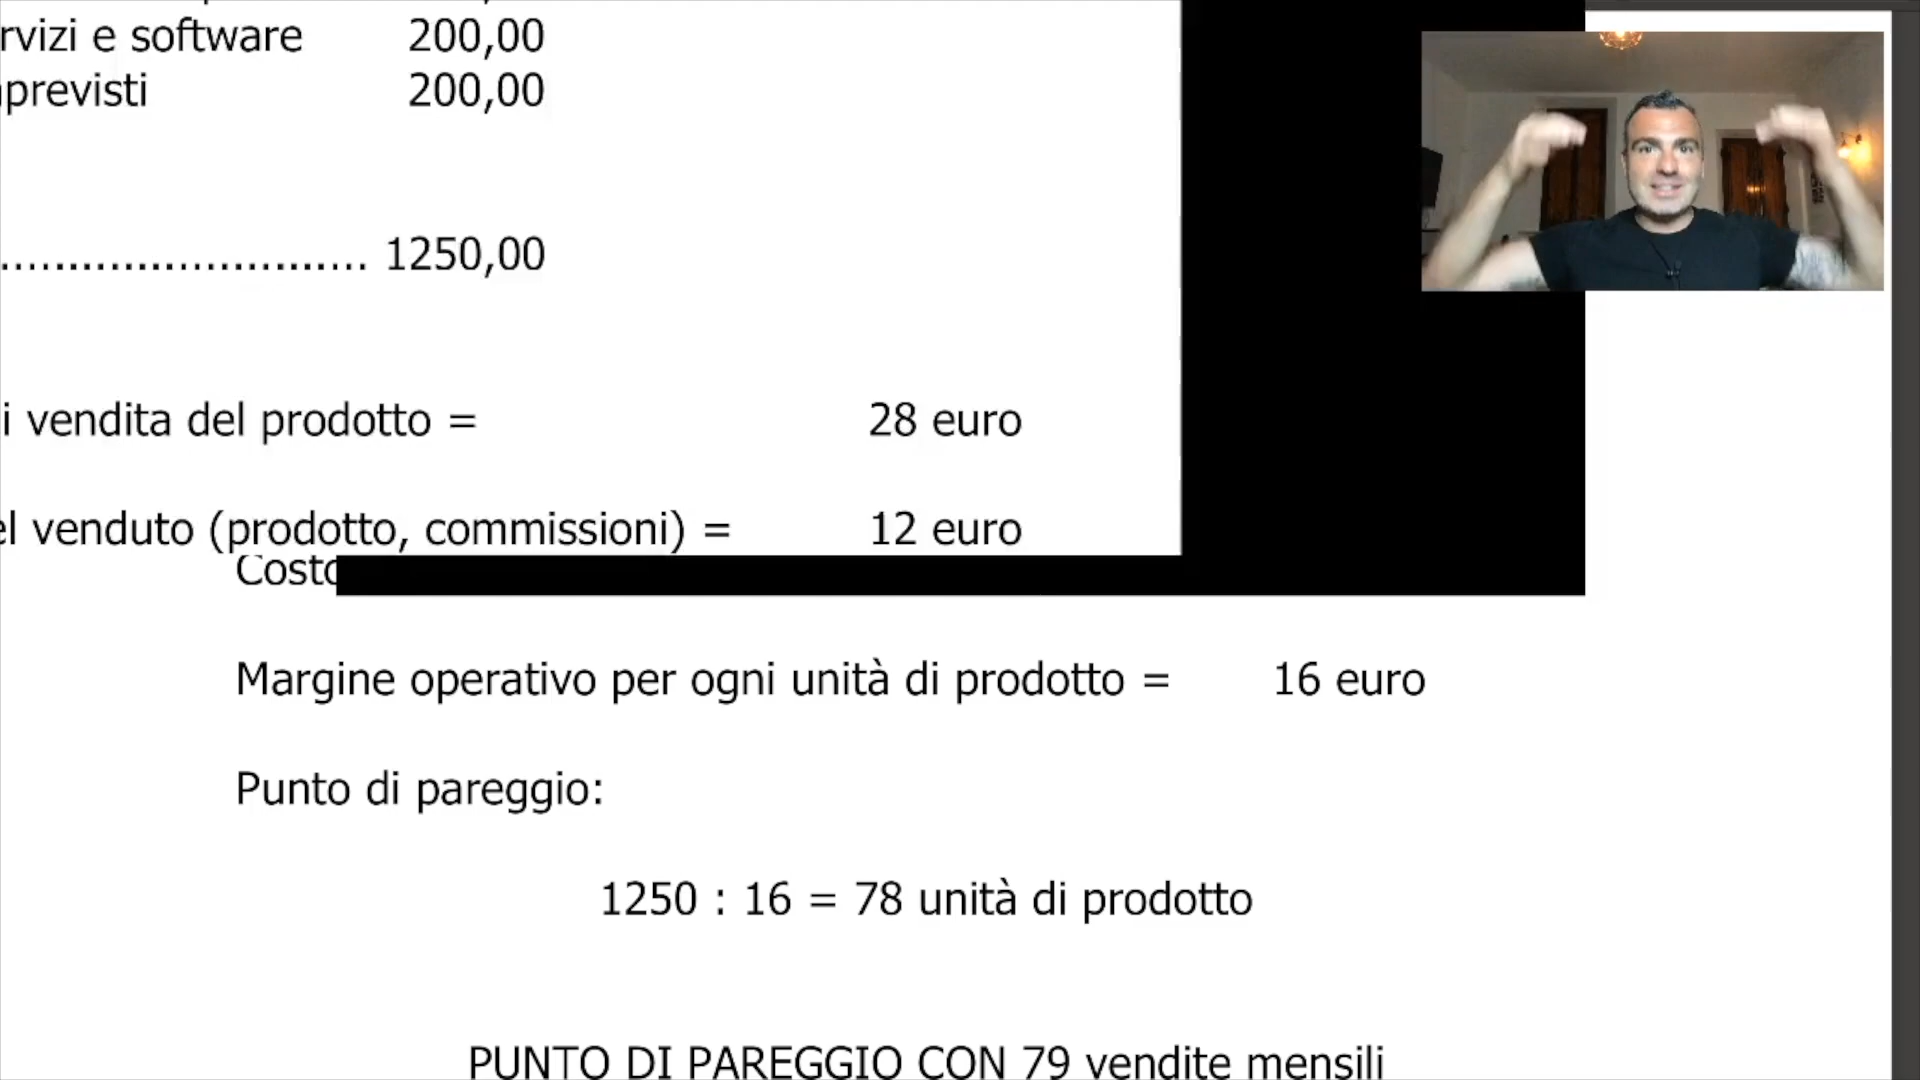 rvizi e software 200,00
previsti 200,00
........................... 1250,00
i vendita del prodotto = 28 euro
el venduto (prodotto, commissioni) = 12 euro
Costo
Margine operativo per ogni unità di prodotto = 16 euro
Punto di pareggio:
1250 : 16 = 78 unità di prodotto
PUNTO DI PAREGGIO CON 79 vendite mensili